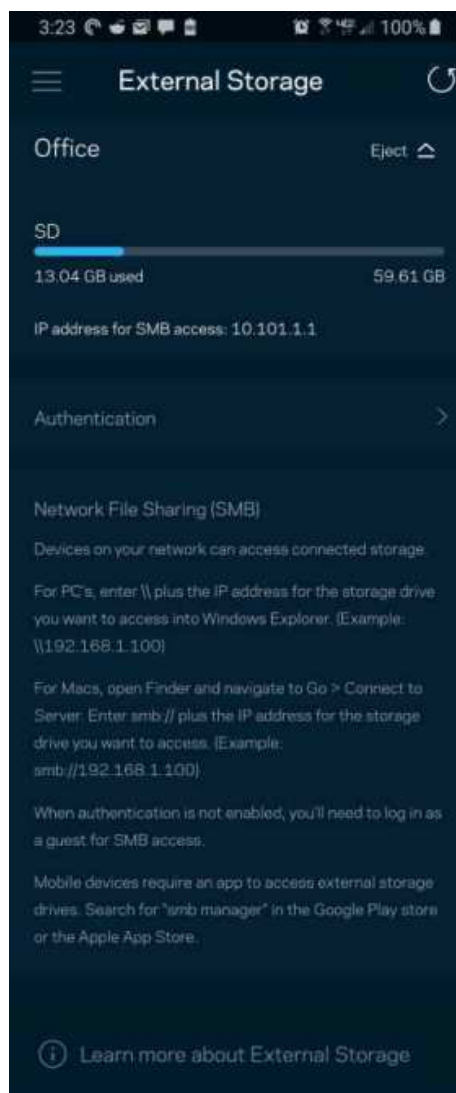 3:23 100%
External Storage
Office Eject
SD
13.04 GB used 59.61 GB
IP address for SMB access: 10.101.1.1
Authentication
Network File Sharing (SMB)
Devices on your network can access connected storage.
For PC's, enter \\ plus the IP address for the storage drive
you want to access into Windows Explorer. (Example:
\\192.168.1.100)
For Macs, open Finder and navigate to Go > Connect to
Server. Enter smb:// plus the IP address for the storage
drive you want to access. (Example:
smb://192.168.1.100)
When authentication is not enabled, you'll need to log in as
a guest for SMB access.
Mobile devices require an app to access external storage
drives. Search for "smb manager" in the Google Play store
or the Apple App Store.
Learn more about External Storage